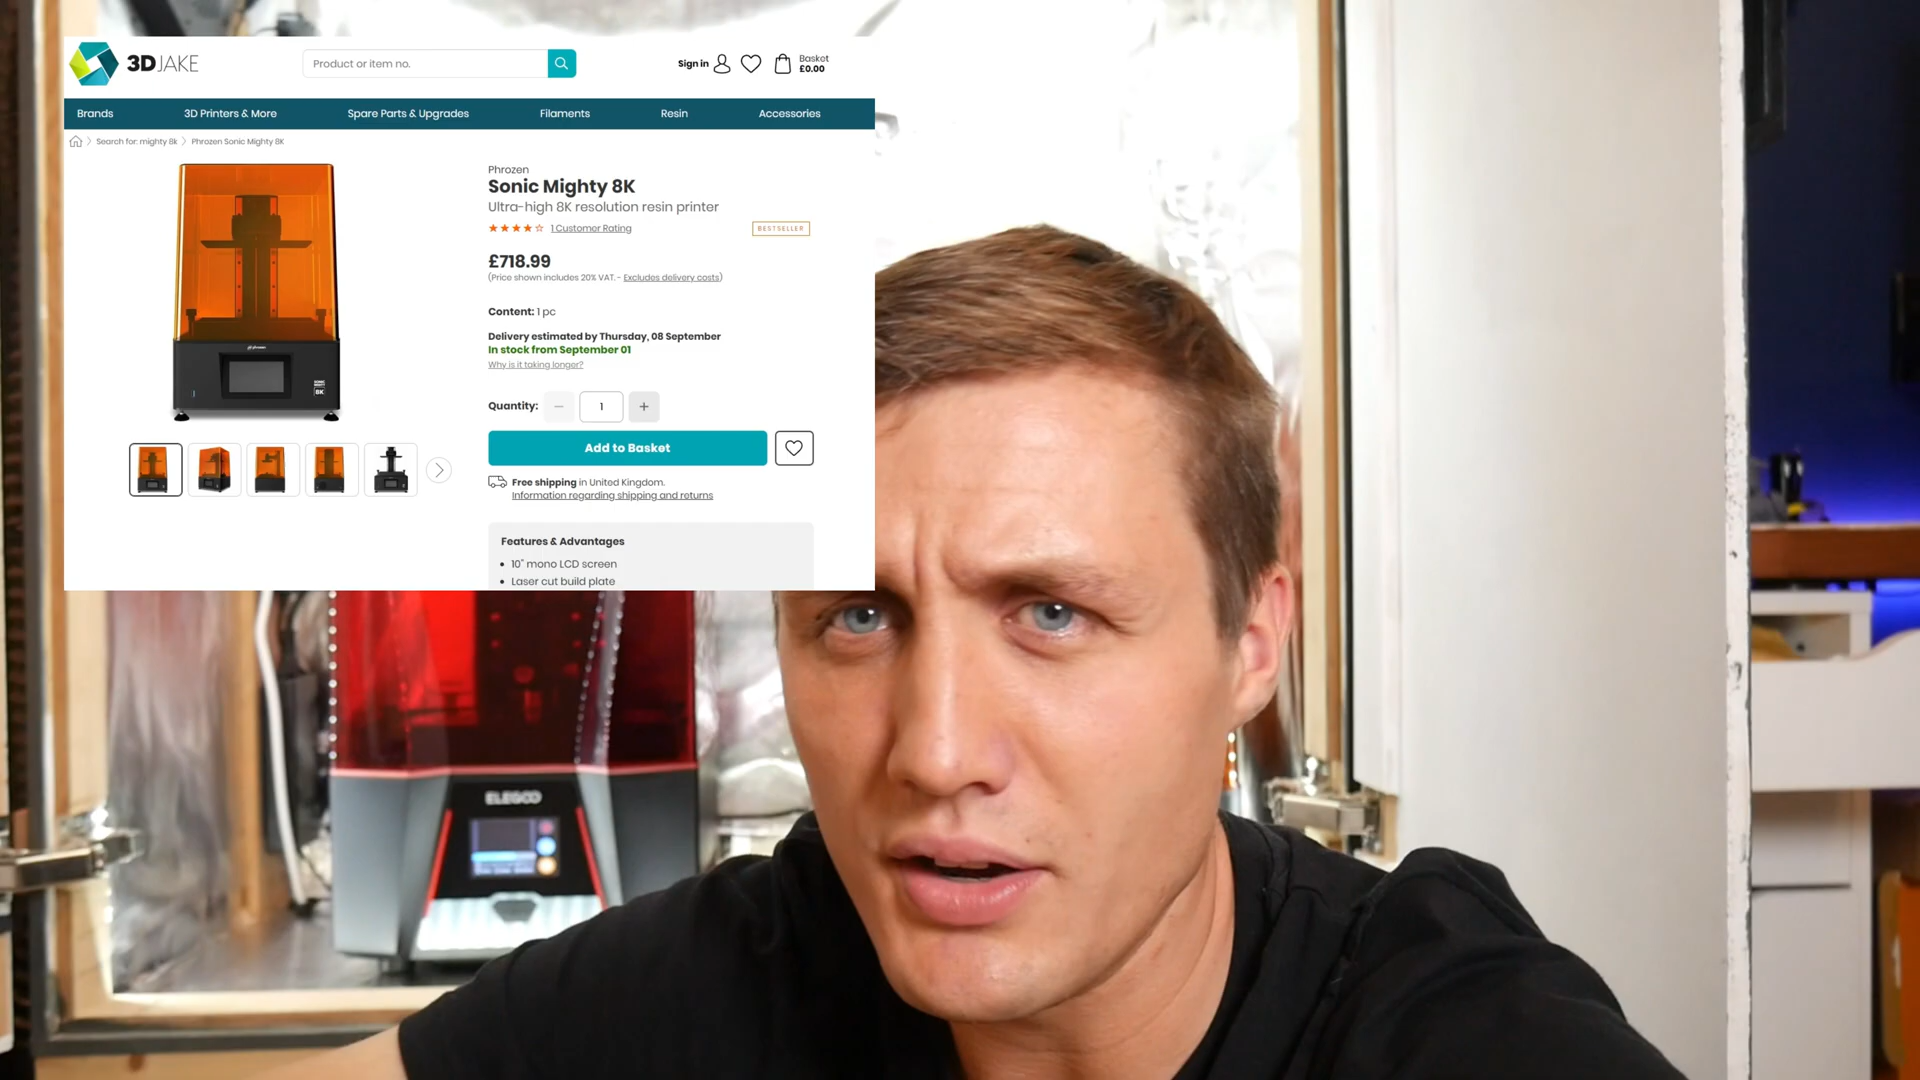 3DJAKE
Product or item no.
Sign in
Basket
£0.00
Brands
3D Printers & More
Spare Parts & Upgrades
Filaments
Resin
Accessories
Search for: mighty 8k
Phrozen Sonic Mighty 8K
Phrozen
Sonic Mighty 8K
Ultra-high 8K resolution resin printer
1 Customer Rating
BESTSELLER
£718.99
(Price shown includes 20% VAT. - Excludes delivery costs)
Content: 1 pc
Delivery estimated by Thursday, 08 September
In stock from September 01
Why is it taking longer?
Quantity:
1
Add to Basket
Free shipping in United Kingdom.
Information regarding shipping and returns
Features & Advantages
10" mono LCD screen
Laser cut build plate
phrozen
SONIC
MIGHTY
8K
ELEGOO